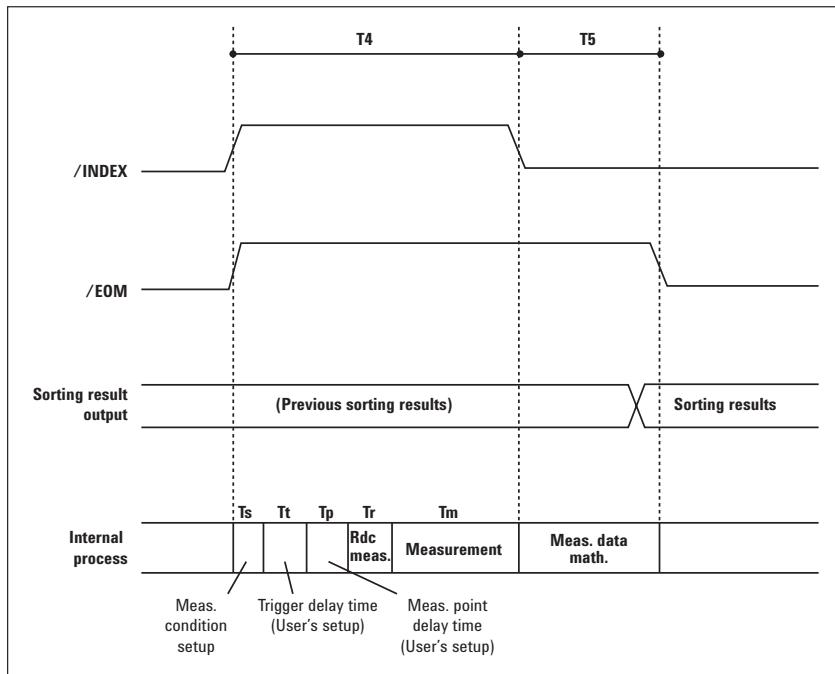 T4 T5
/INDEX
/EOM
Sorting result
output
(Previous sorting results) Sorting results
Ts Tt Tp Tr Tm
Internal
process
Rdc
meas.
Measurement
Meas. data
math.
Meas.
condition
setup
Trigger delay time
(User's setup)
Meas. point
delay time
(User's setup)